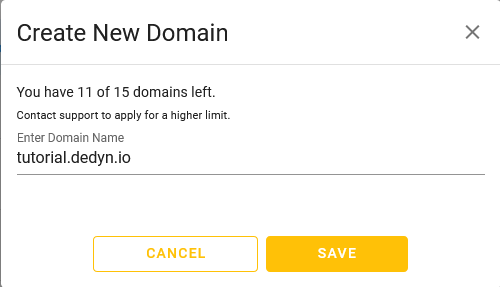 Create New Domain
You have 11 of 15 domains left.
Contact support to apply for a higher limit.
Enter Domain Name
tutorial.dedyn.io
CANCEL SAVE